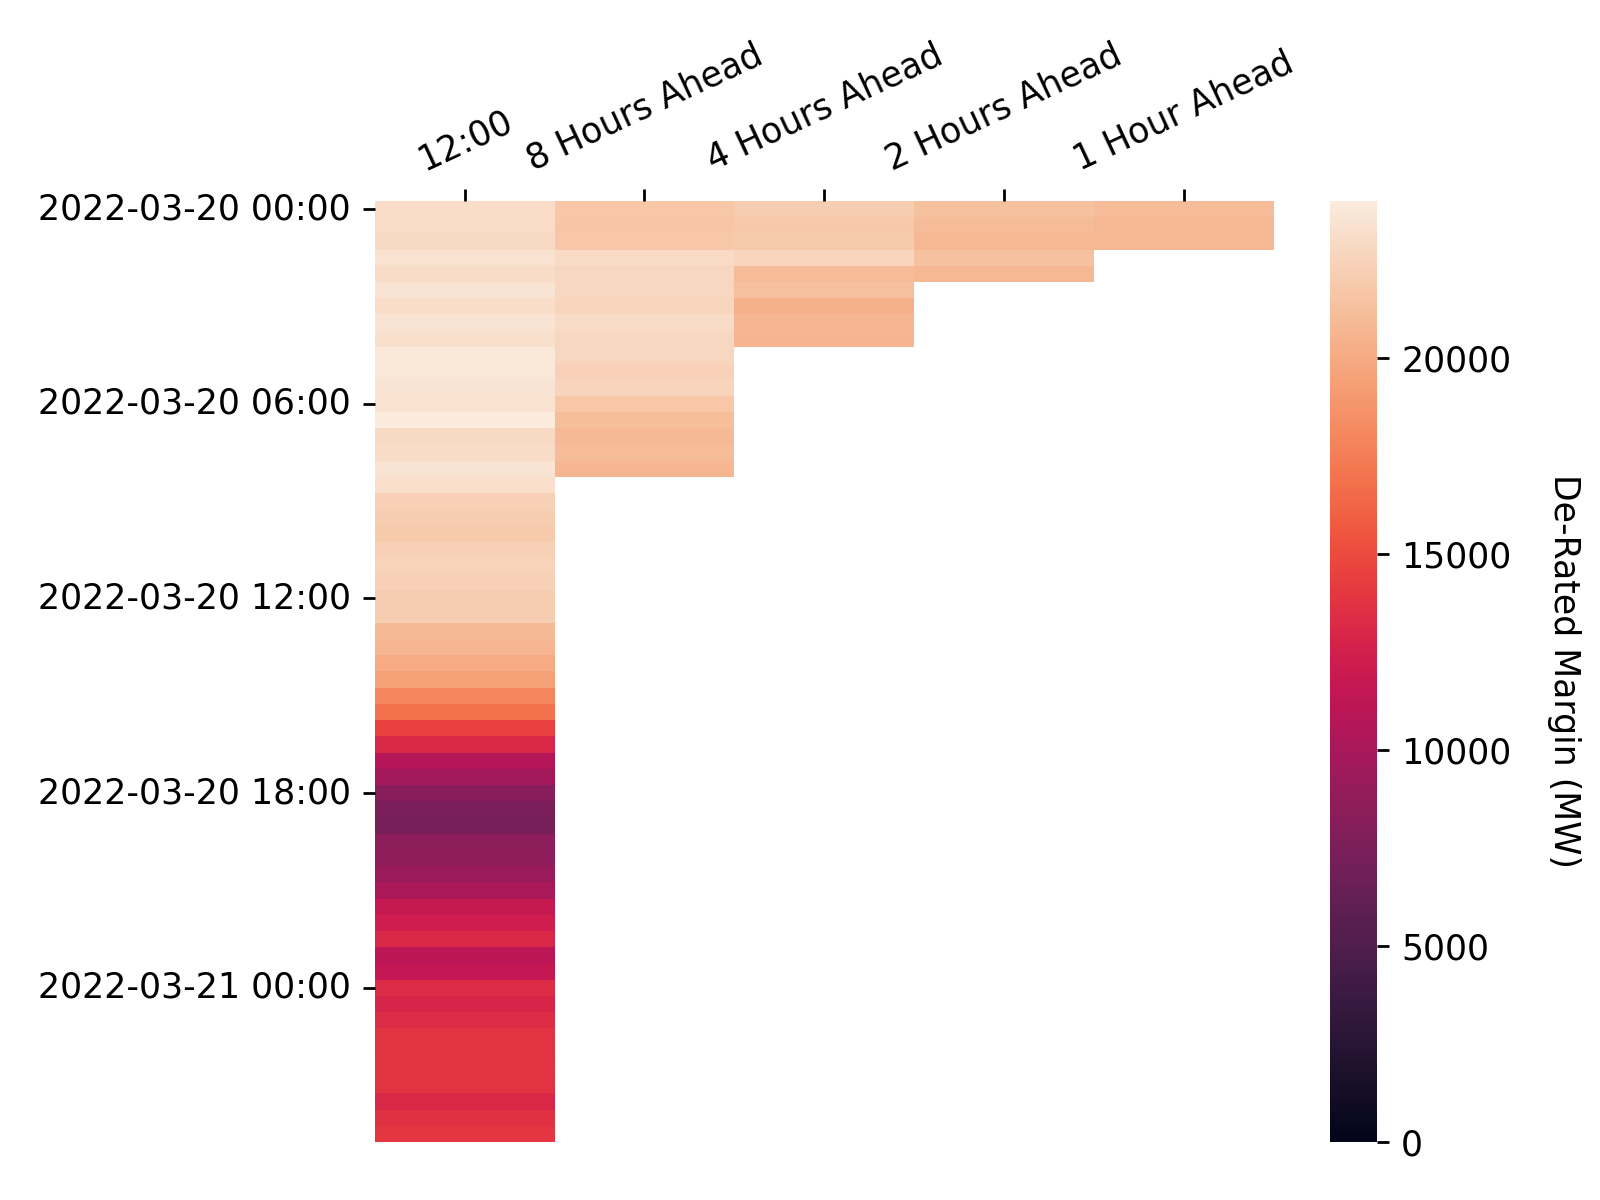 12:00
8 Hours Ahead
4 Hours Ahead
2 Hours Ahead
1 Hour Ahead
2022-03-20 00:00
2022-03-20 06:00
2022-03-20 12:00
2022-03-20 18:00
2022-03-21 00:00
20000
15000
10000
5000
0
De-Rated Margin (MW)